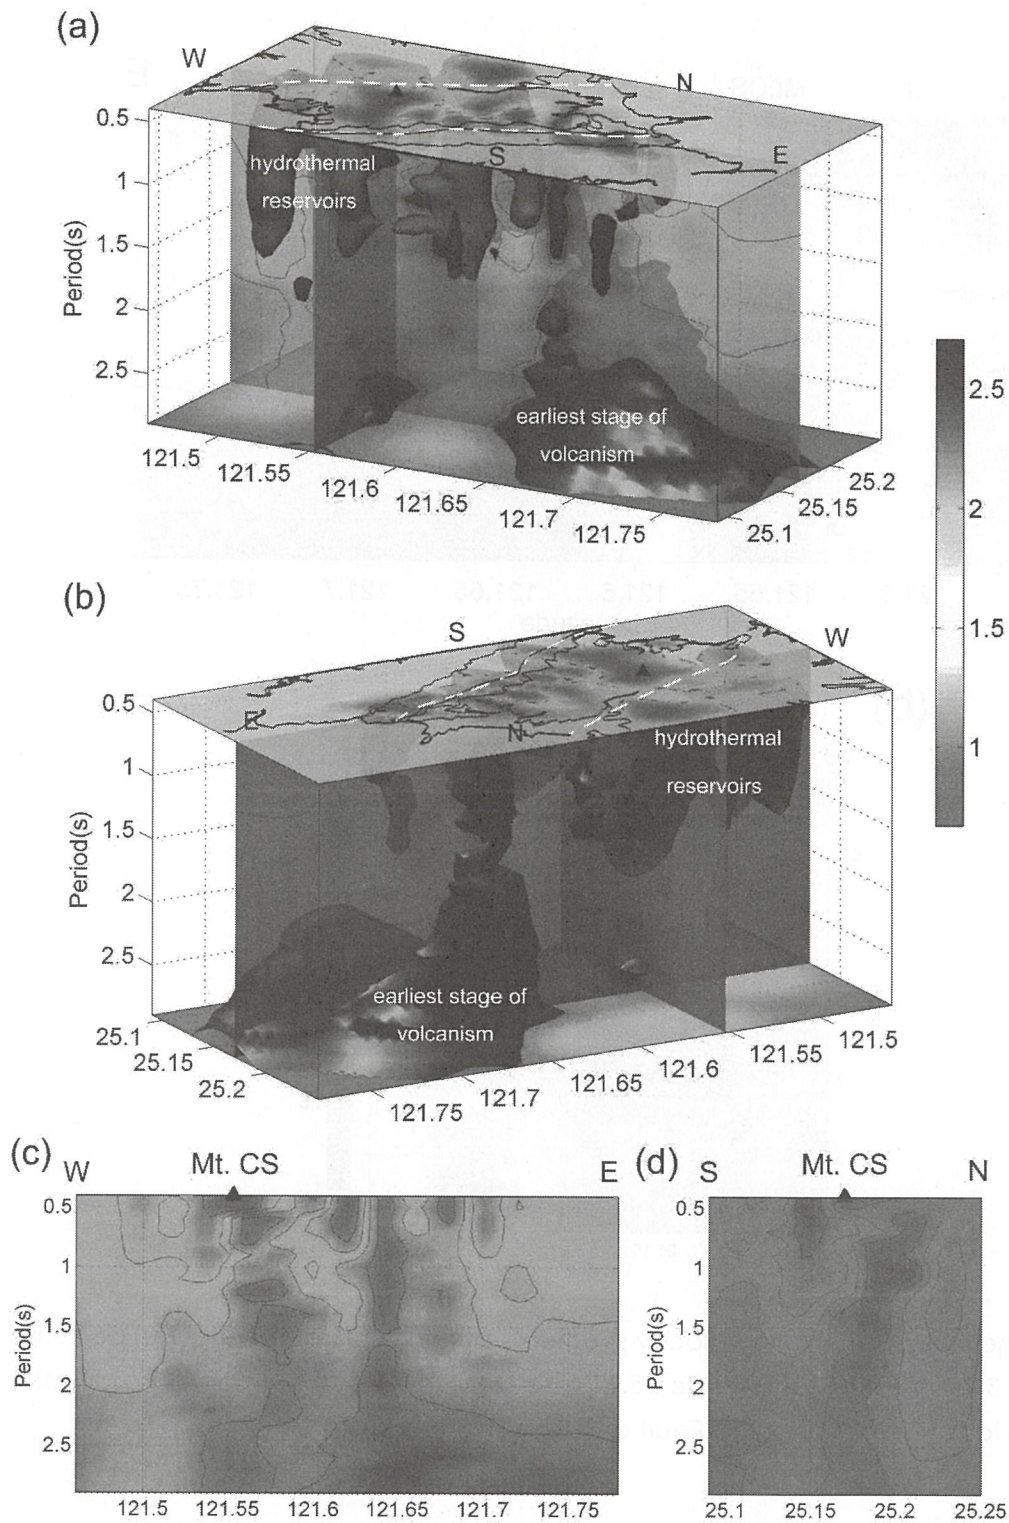 (a)
W
N
S
E
hydrothermal
reservoirs
0.5
1
1.5
2
2.5
Period(s)
earliest stage of
volcanism
121.5
121.55
121.6
121.65
121.7
121.75
25.1
25.15
25.2
2.5
2
1.5
1
(b)
S
W
E
N
hydrothermal
reservoirs
0.5
1
1.5
2
2.5
Period(s)
earliest stage of
volcanism
25.1
25.15
25.2
121.75
121.7
121.65
121.6
121.55
121.5
(c)
W
Mt. CS
E
0.5
1
1.5
2
2.5
Period(s)
121.5
121.55
121.6
121.65
121.7
121.75
(d)
S
Mt. CS
N
0.5
1
1.5
2
2.5
Period(s)
25.1
25.15
25.2
25.25